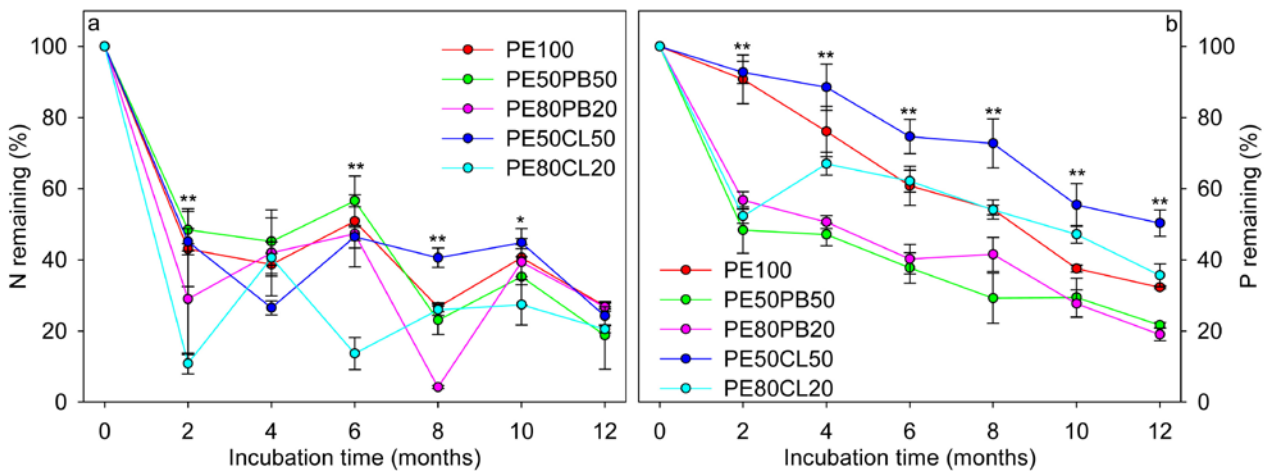 a
b
100
80
60
40
20
0
N remaining (%)
PE100
PE50PB50
PE80PB20
PE50CL50
PE80CL20
**
**
**
*
0 2 4 6 8 10 12
Incubation time (months)
**
**
**
**
**
**
PE100
PE50PB50
PE80PB20
PE50CL50
PE80CL20
0 2 4 6 8 10 12
Incubation time (months)
100
80
60
40
20
0
P remaining (%)